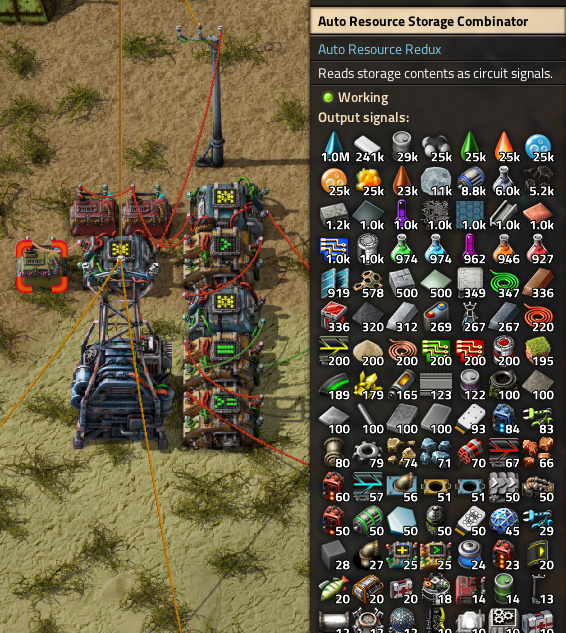 Auto Resource Storage Combinator
Auto Resource Redux
Reads storage contents as circuit signals.
Working
Output signals:
1.0M 241k 29k 25k 25k 25k 25k
25k 25k 23k 11k 8.8k 6.0k 5.2k
1.2k 1.0k 1.0k 1.0k 1.0k 1.0k 1.0k
1.0k 1.0k 974 974 962 946 927
919 578 500 500 349 347 336
336 320 312 269 267 267 220
200 200 200 200 200 200 195
189 179 165 123 122 100 100
100 100 100 100 93 84 83
80 79 74 71 70 67 66
60 57 56 51 51 50 50
50 50 50 50 50 45 29
28 27 25 25 24 23 20
20 20 20 18 14 14 13